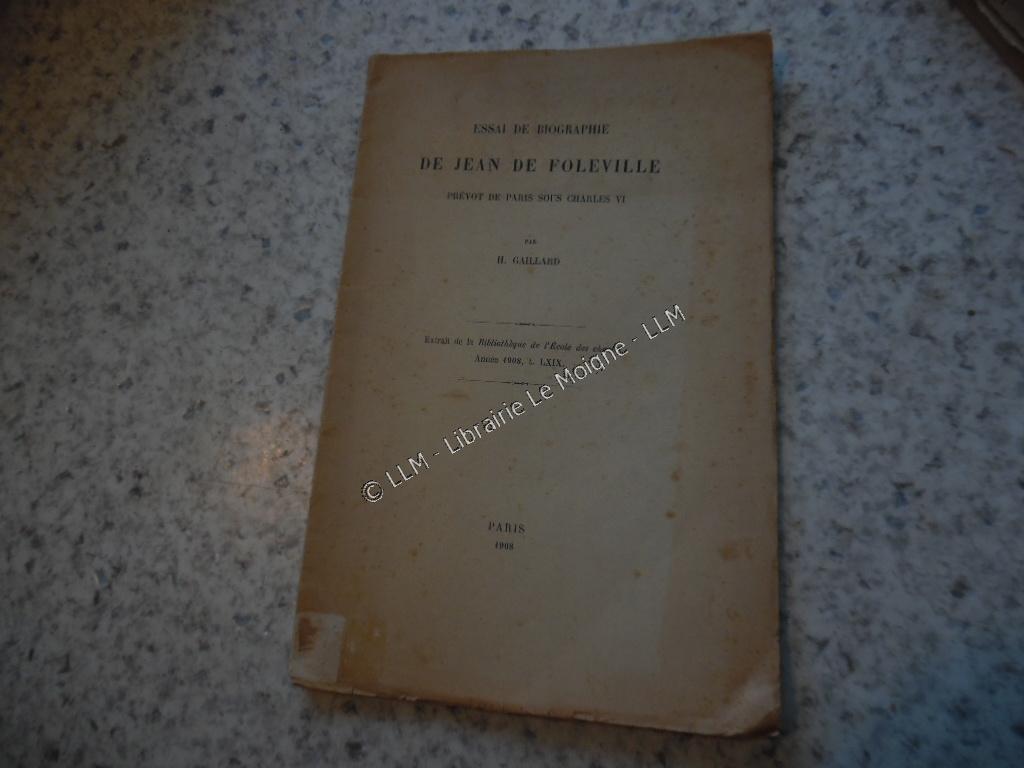 ESSAI DE BIOGRAPHIE
DE JEAN DE FOLEVILLE
PRÉVOT DE PARIS SOUS CHARLES VI
PAR
H. GAILLARD
Extrait de la Bibliothèque de l'École des
Année 1908, t. LXIX.
© LLM - Librairie Le Moigne - LLM
PARIS
1908